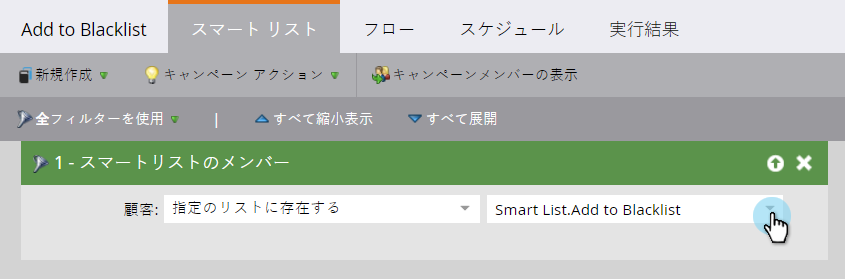 Add to Blacklist スマート リスト フロー スケジュール 実行結果
新規作成 キャンペーン アクション キャンペーンメンバーの表示
全フィルターを使用 | すべて縮小表示 すべて展開
1 - スマートリストのメンバー
顧客: 指定のリストに存在する Smart List.Add to Blacklist